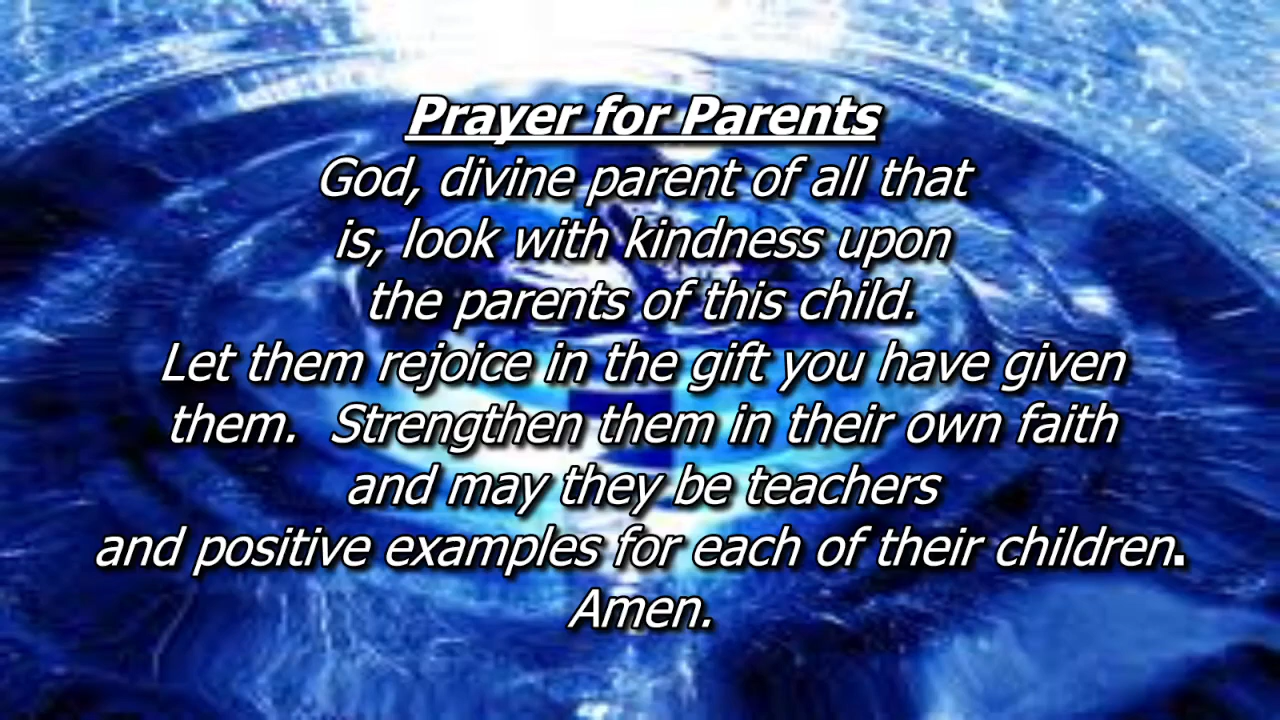 Prayer for Parents
God, divine parent of all that
is, look with kindness upon
the parents of this child.
Let them rejoice in the gift you have given
them.  Strengthen them in their own faith
and may they be teachers
and positive examples for each of their children.
Amen.